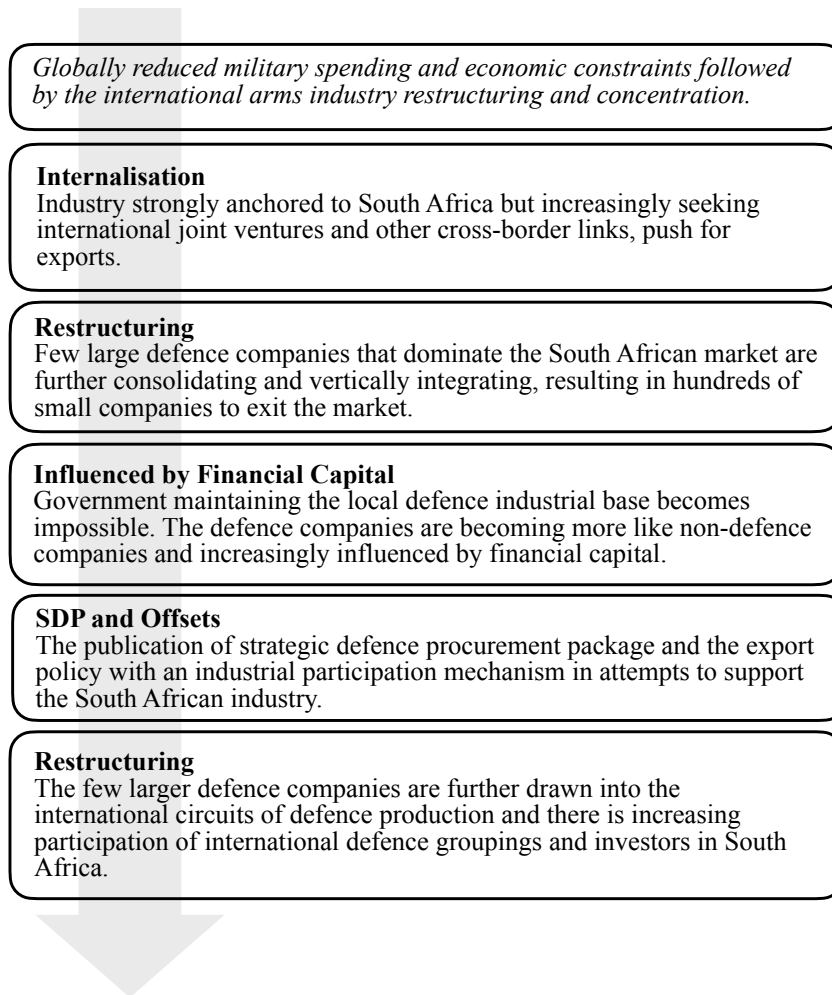 Globally reduced military spending and economic constraints followed
by the international arms industry restructuring and concentration.
Internalisation
Industry strongly anchored to South Africa but increasingly seeking
international joint ventures and other cross-border links, push for
exports.
Restructuring
Few large defence companies that dominate the South African market are
further consolidating and vertically integrating, resulting in hundreds of
small companies to exit the market.
Influenced by Financial Capital
Government maintaining the local defence industrial base becomes
impossible. The defence companies are becoming more like non-defence
companies and increasingly influenced by financial capital.
SDP and Offsets
The publication of strategic defence procurement package and the export
policy with an industrial participation mechanism in attempts to support
the South African industry.
Restructuring
The few larger defence companies are further drawn into the
international circuits of defence production and there is increasing
participation of international defence groupings and investors in South
Africa.